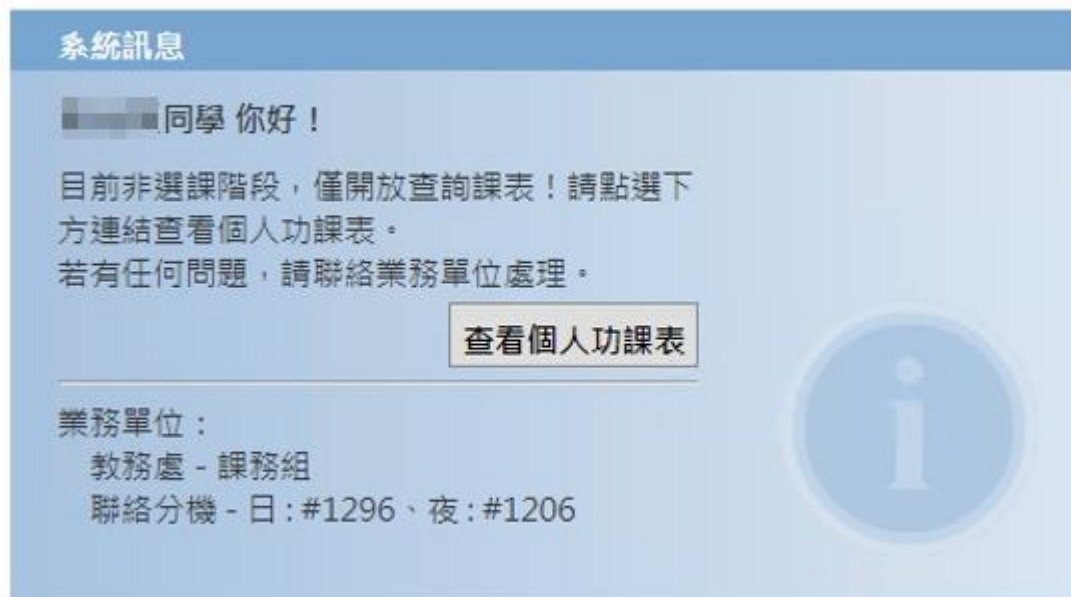 系統訊息
同學 你好！
目前非選課階段，僅開放查詢課表！請點選下
方連結查看個人功課表。
若有任何問題，請聯絡業務單位處理。
查看個人功課表
業務單位：
教務處 - 課務組
聯絡分機 - 日 : #1296、夜 : #1206